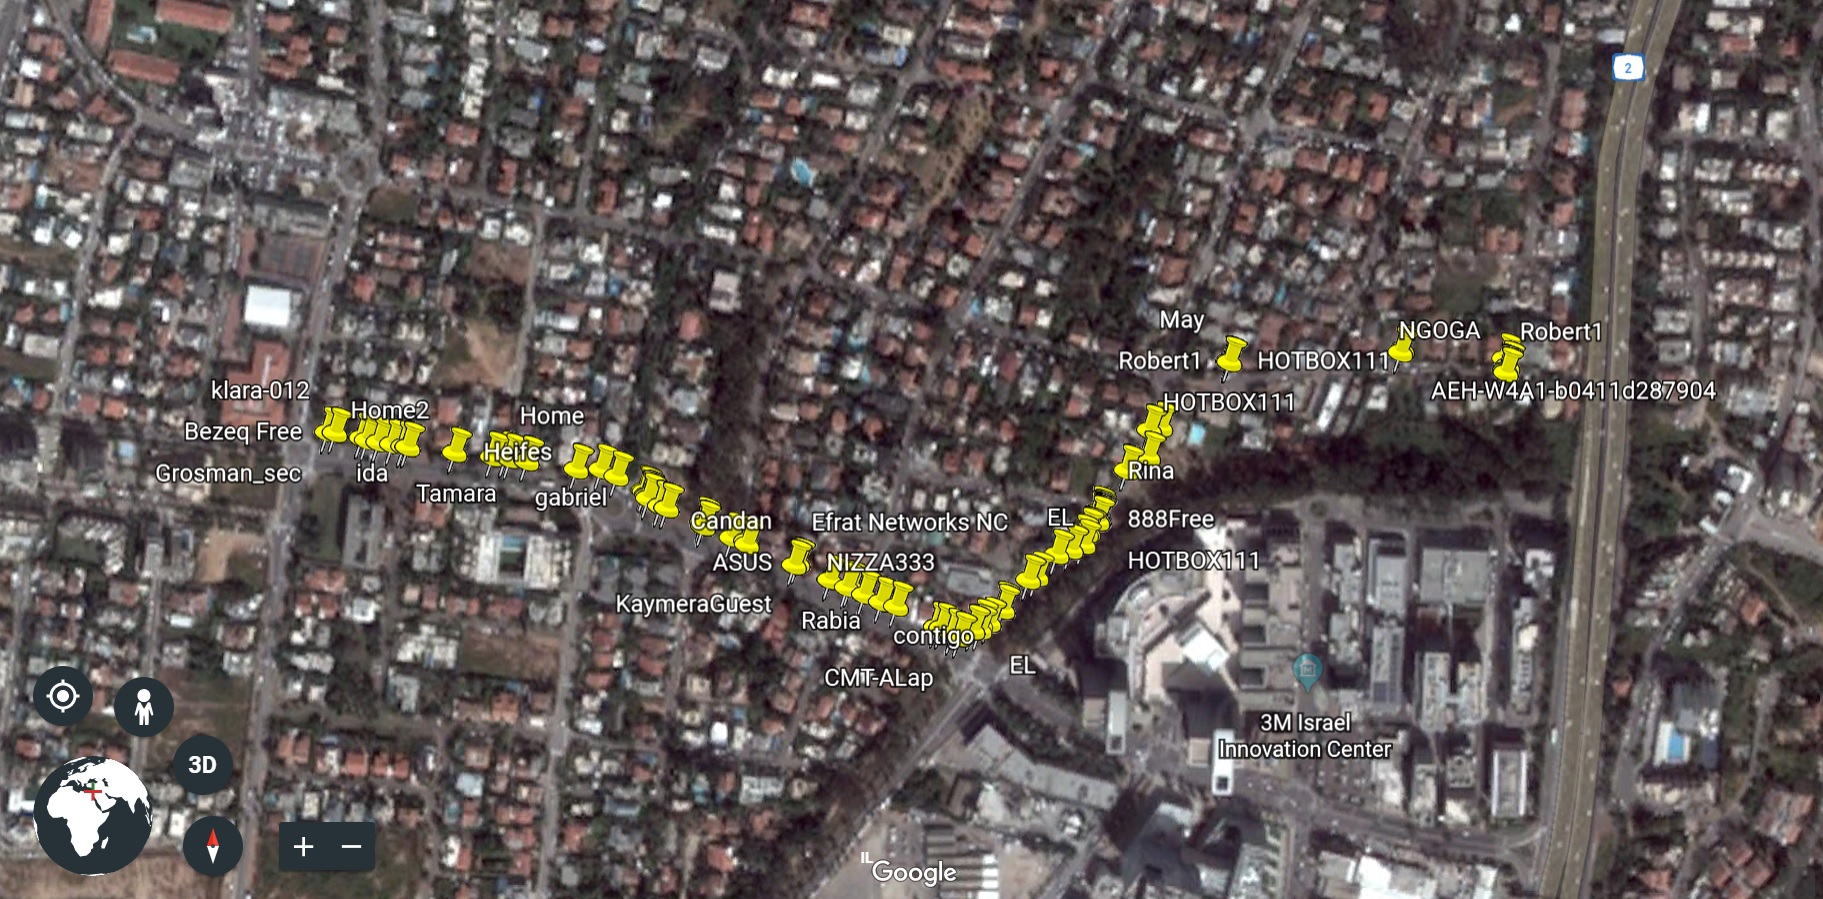 2
May
NGOGA
Robert1
Robert1
HOTBOX111
klara-012
AEH-W4A1-b0411d287904
Home2
HOTBOX111
Home
Bezeq Free
Heifes
Grosman_sec
ida
Rina
Tamara
gabriel
Candan
Efrat Networks NC
EL
888Free
ASUS
NIZZA333
HOTBOX111
KaymeraGuest
Rabia
contigo
CMT-ALap
EL
3M Israel
Innovation Center
3D
+
−
IL
Google